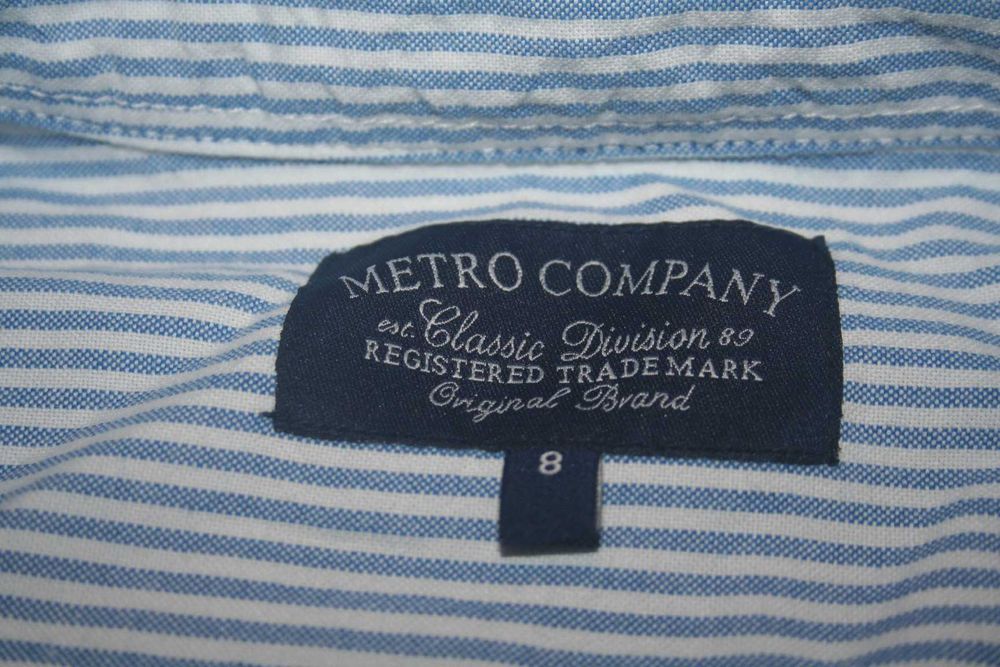 METRO COMPANY
est. Classic Division 89
REGISTERED TRADE MARK
Original Brand
8